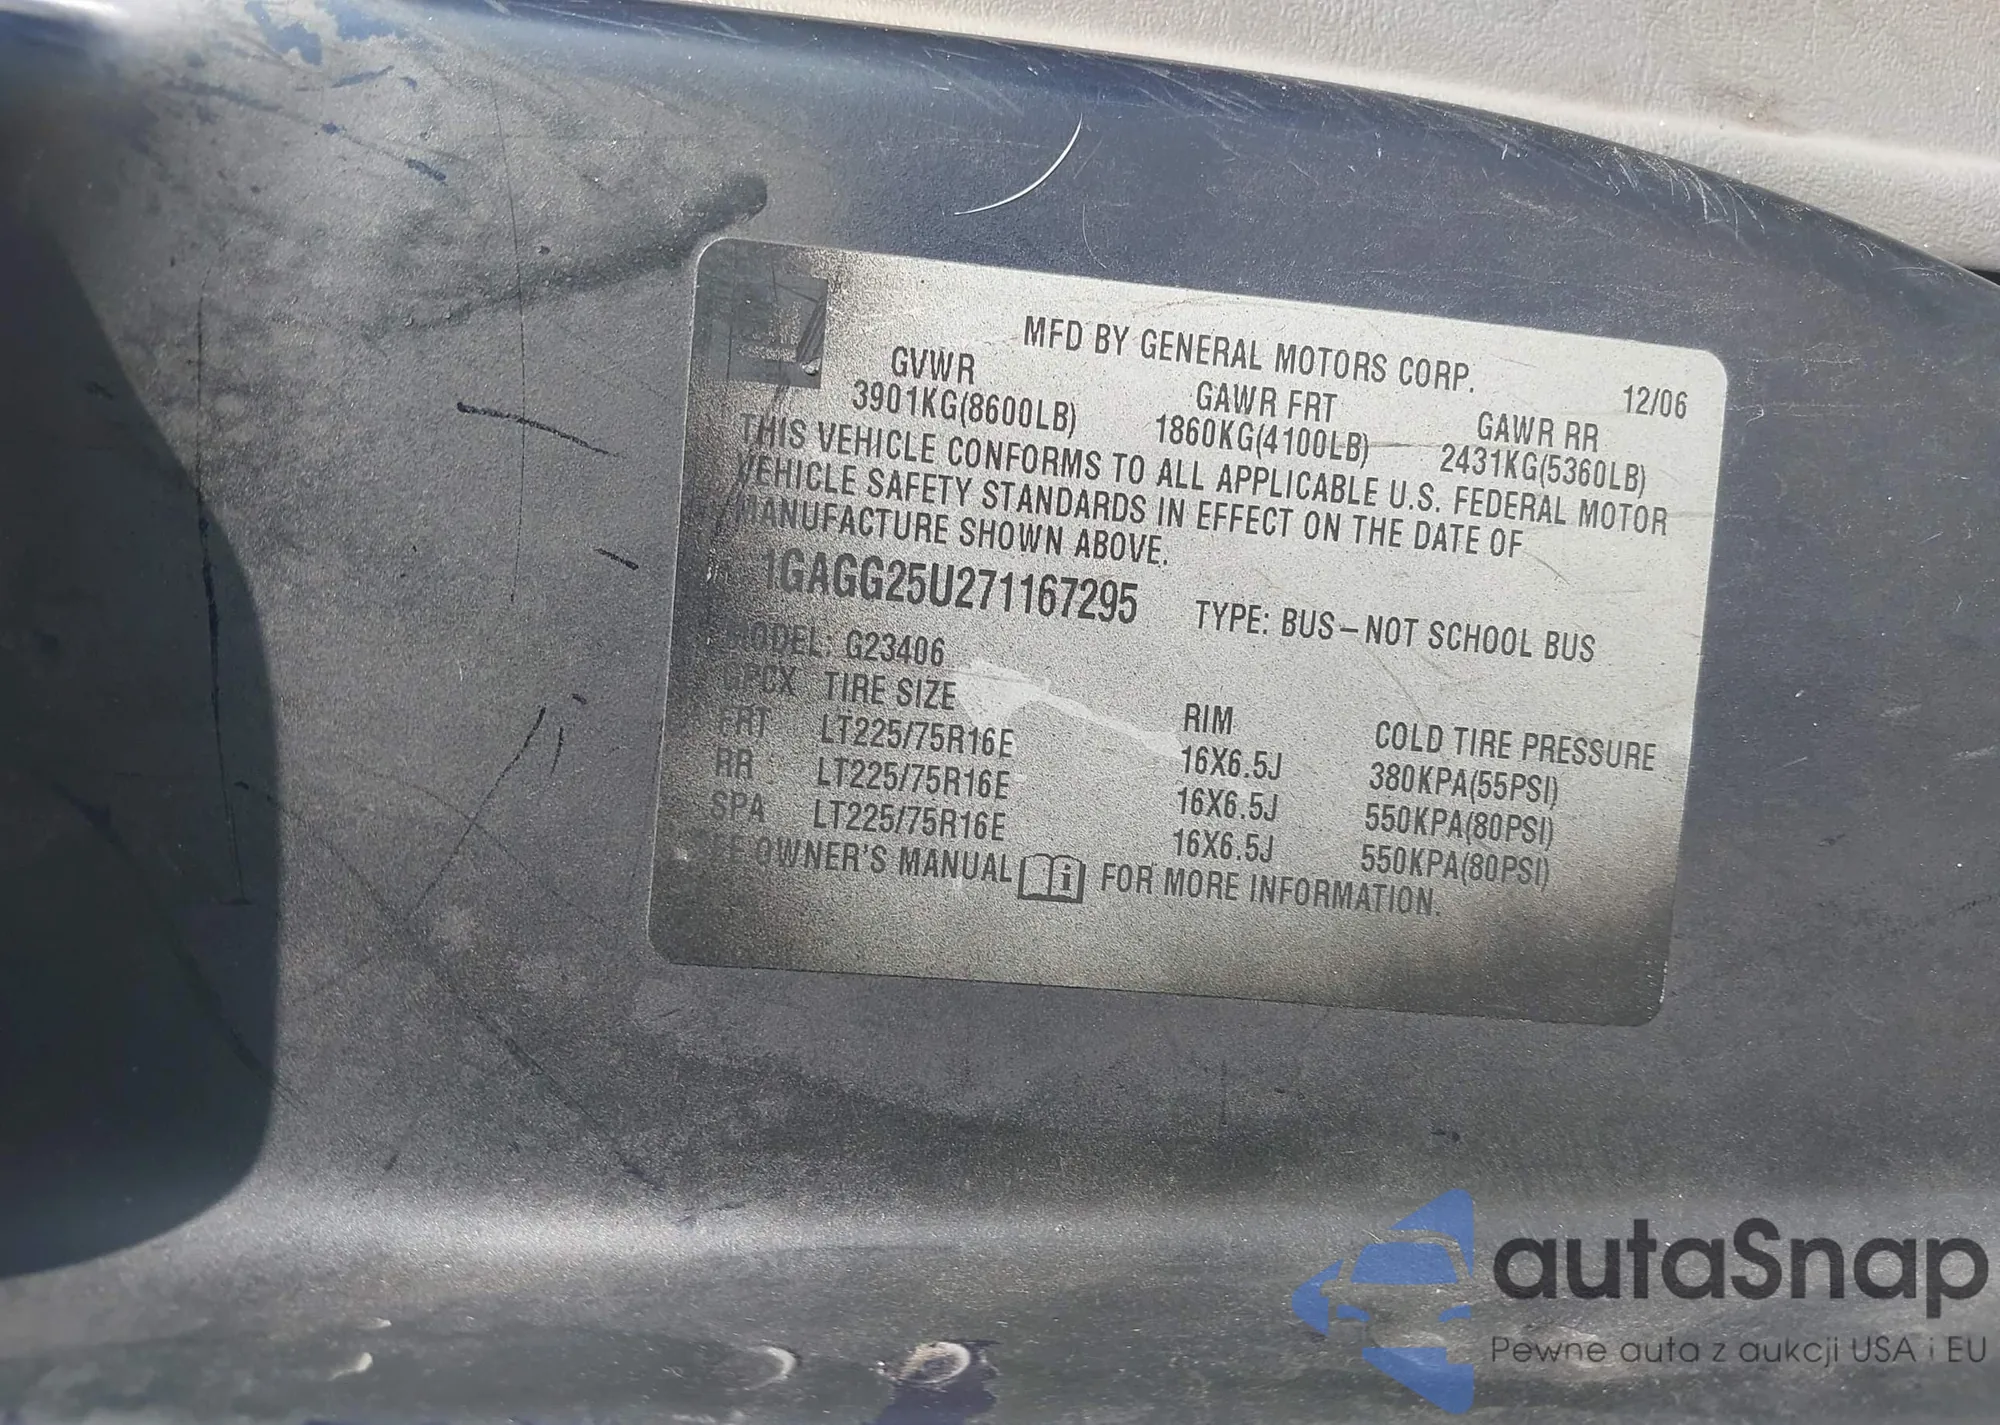 MFD BY GENERAL MOTORS CORP.
12/06
GVWR GAWR FRT GAWR RR
3901KG(8600LB) 1860KG(4100LB) 2431KG(5360LB)
THIS VEHICLE CONFORMS TO ALL APPLICABLE U.S. FEDERAL MOTOR
VEHICLE SAFETY STANDARDS IN EFFECT ON THE DATE OF
MANUFACTURE SHOWN ABOVE.
1GAGG25U271167295 TYPE: BUS–NOT SCHOOL BUS
MODEL: G23406
TIRE SIZE RIM COLD TIRE PRESSURE
FRT LT225/75R16E 16X6.5J 380KPA(55PSI)
RR LT225/75R16E 16X6.5J 550KPA(80PSI)
SPA LT225/75R16E 16X6.5J 550KPA(80PSI)
SEE OWNER'S MANUAL FOR MORE INFORMATION.
autaSnap
Pewne auta z aukcji USA i EU